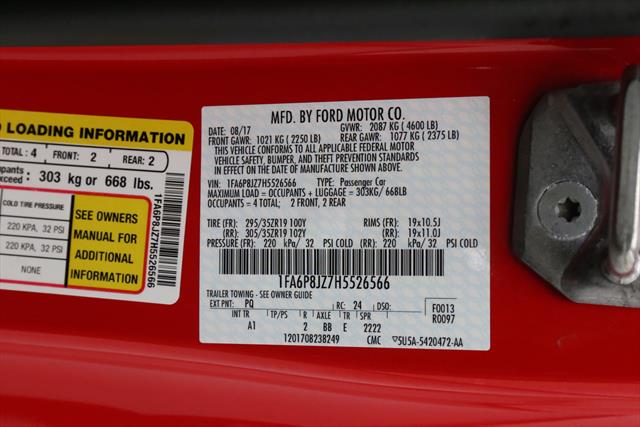 O LOADING INFORMATION
Total : 4 FRONT: 2 REAR: 2
pants
exceed : 303 kg or 668 lbs.
COLD TIRE PRESSURE
220 KPA, 32 PSI
220 KPA, 32 PSI
NONE
SEE OWNERS
MANUAL FOR
ADDITIONAL
INFORMATION
1FA6P8JZ7H5526566
MFD. BY FORD MOTOR CO.
DATE: 08/17 GVWR: 2087 KG ( 4600 LB)
FRONT GAWR: 1021 KG ( 2250 LB) REAR GAWR: 1077 KG ( 2375 LB)
THIS VEHICLE CONFORMS TO ALL APPLICABLE FEDERAL MOTOR
VEHICLE SAFETY, BUMPER, AND THEFT PREVENTION STANDARDS
IN EFFECT ON THE DATE OF MANUFACTURE SHOWN ABOVE.
VIN: 1FA6P8JZ7H5526566 TYPE: Passenger Car
MAXIMUM LOAD = OCCUPANTS + LUGGAGE = 303KG/ 668LB
OCCUPANTS = 4 TOTAL; 2 FRONT, 2 REAR
TIRE (FR): 295/35ZR19 100Y RIMS (FR): 19x10.5J
(RR): 305/35ZR19 102Y (RR): 19x11.0J
PRESSURE (FR): 220 kPa/ 32 PSI COLD (RR): 220 kPa/ 32 PSI COLD
1FA6P8JZ7H5526566
TRAILER TOWING - SEE OWNER GUIDE
EXT PNT: PQ RC: 24 DSO: F0013
INT TR TP/PS R AXLE TR SPR R0097
A1 2 BB E 2222
1201708238249 CMC ▽5U5A-5420472-AA